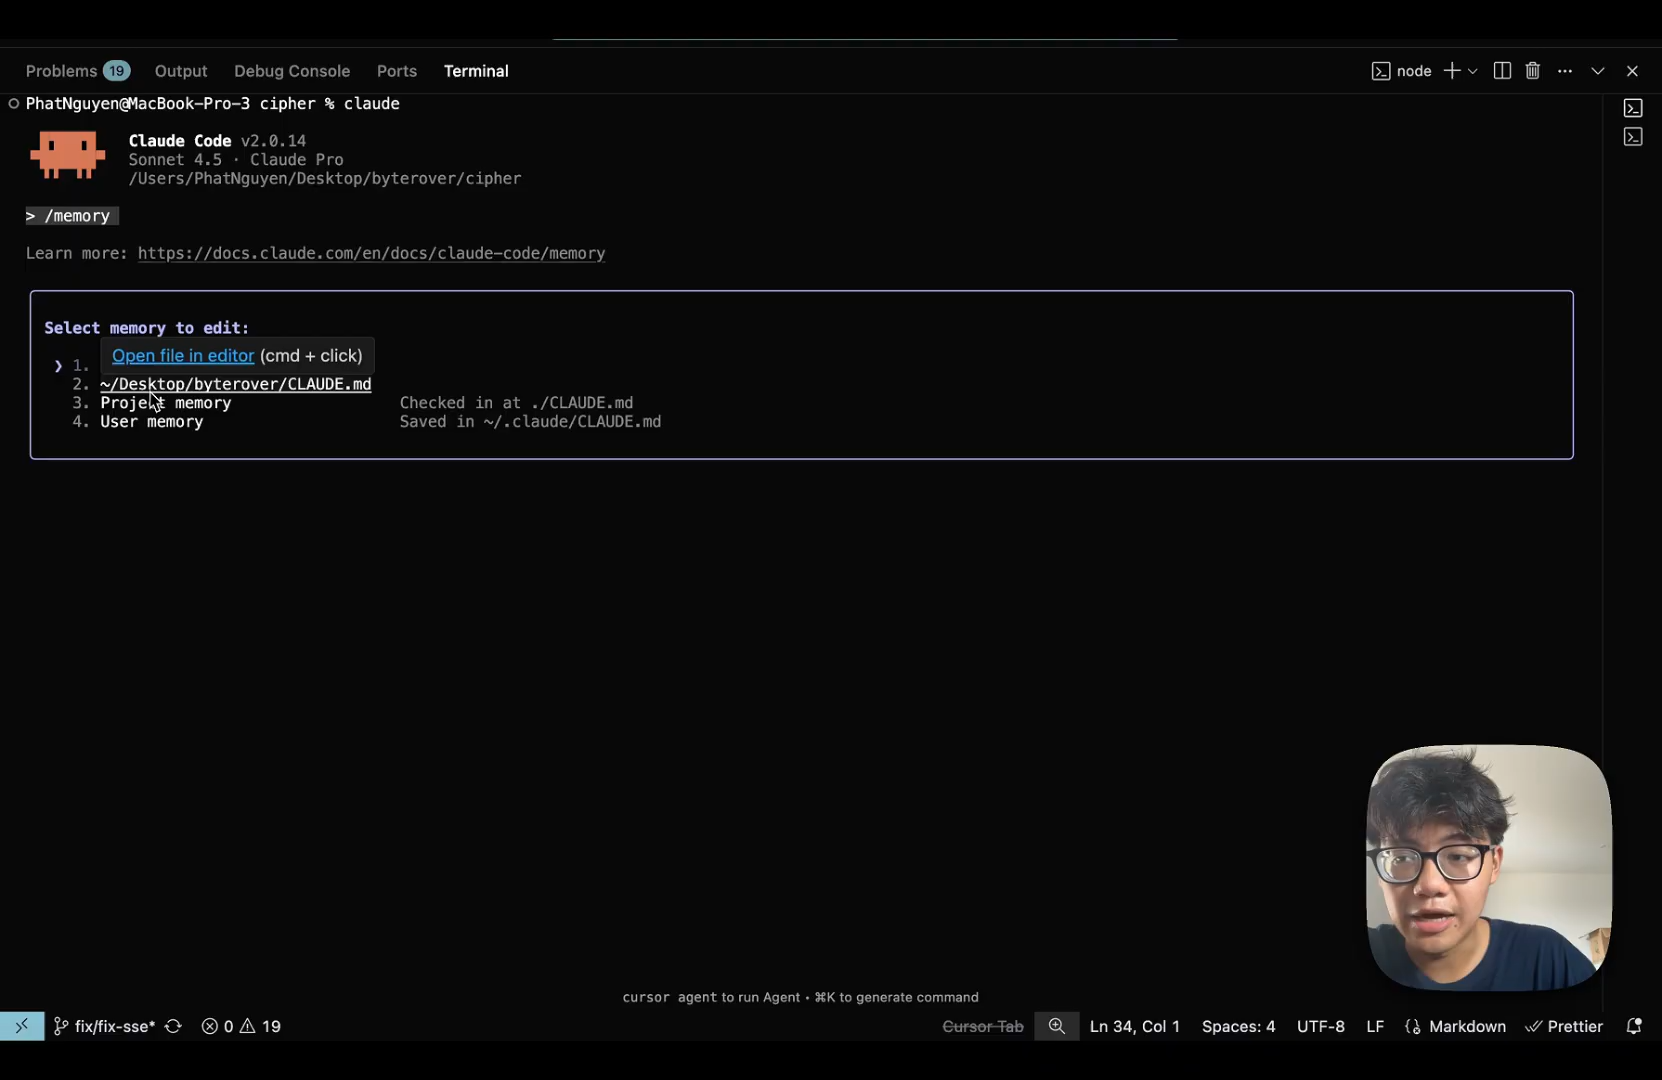 Problems 19 Output Debug Console Ports Terminal node
PhatNguyen@MacBook-Pro-3 cipher % claude
Claude Code v2.0.14
Sonnet 4.5 · Claude Pro
/Users/PhatNguyen/Desktop/byterover/cipher
> /memory
Learn more: https://docs.claude.com/en/docs/claude-code/memory
Select memory to edit:
Open file in editor (cmd + click)
❯ 1.
2. ~/Desktop/byterover/CLAUDE.md
3. Project memory Checked in at ./CLAUDE.md
4. User memory Saved in ~/.claude/CLAUDE.md
cursor agent to run Agent • ⌘K to generate command
fix/fix-sse* 0 19 Cursor Tab Ln 34, Col 1 Spaces: 4 UTF-8 LF Markdown Prettier